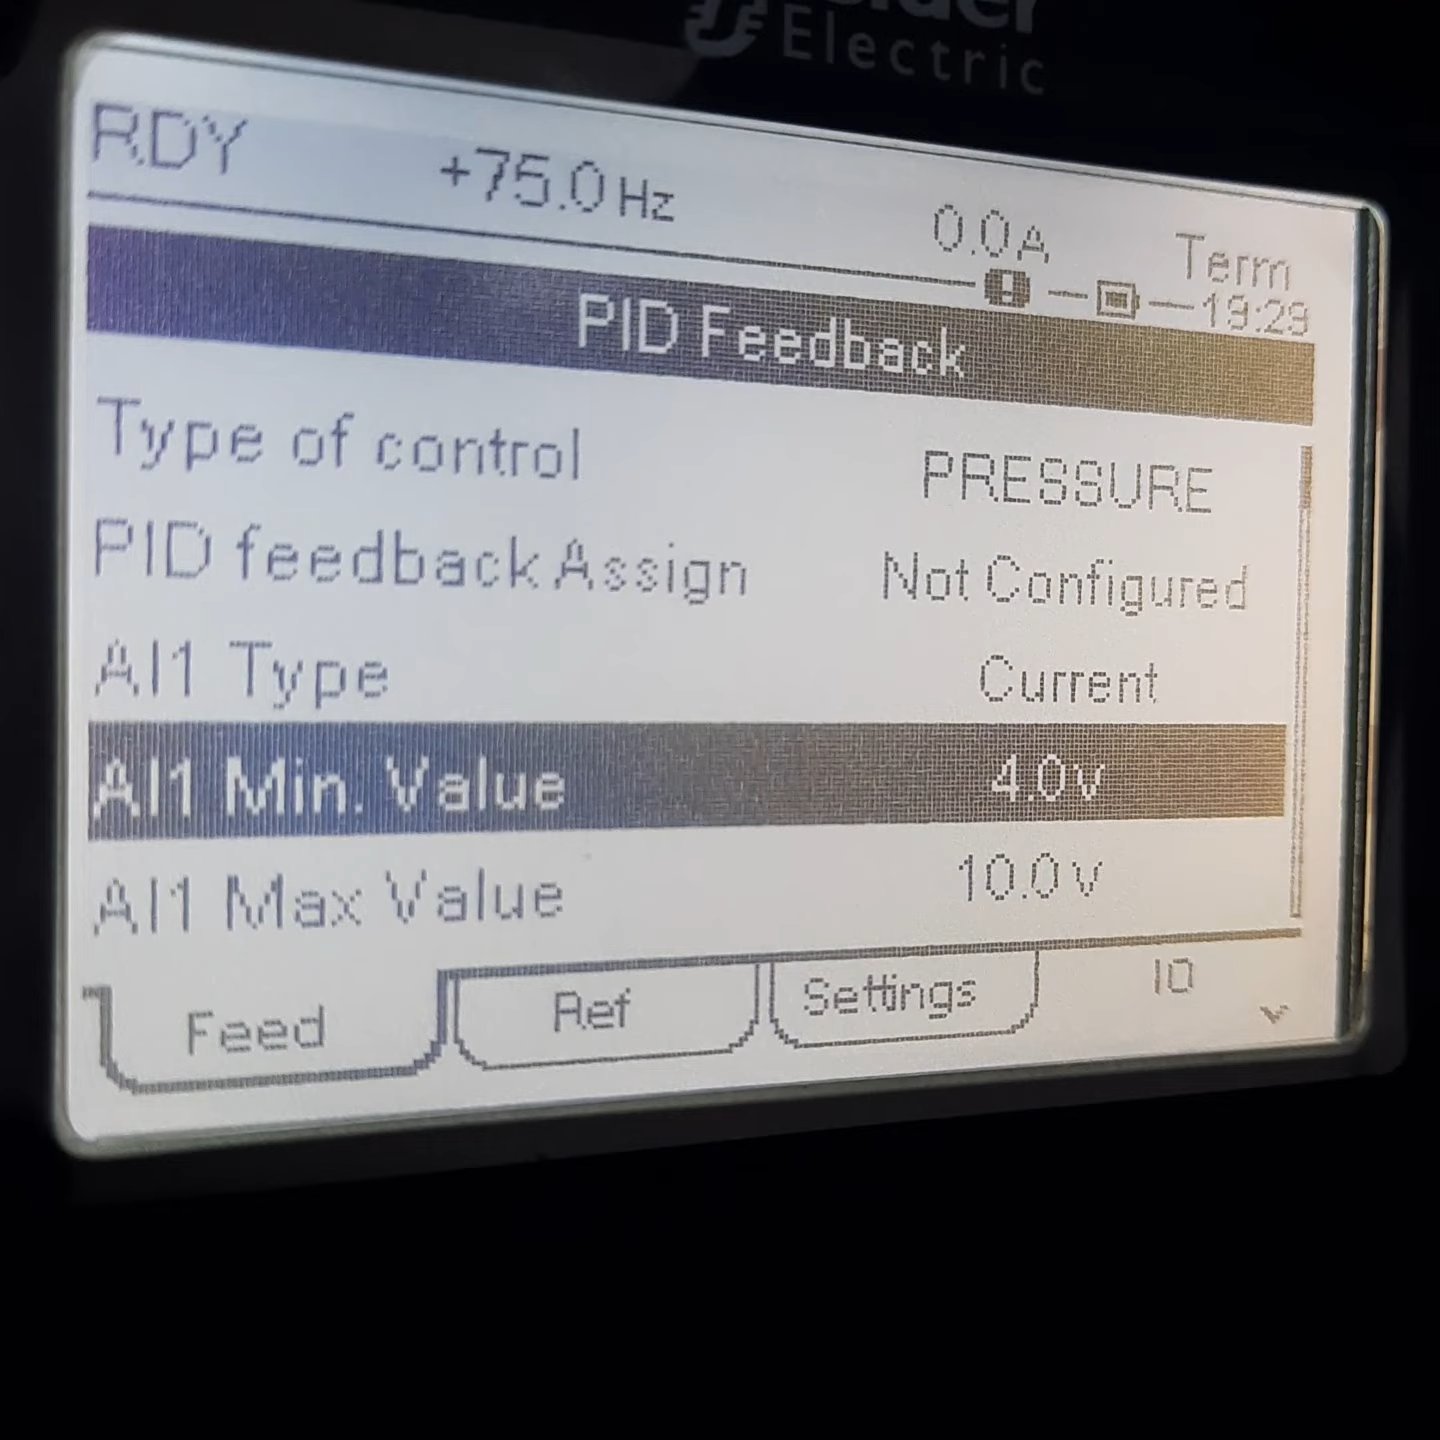 Electric
RDY +75.0 Hz 0.0A Term
19:29
PID Feedback
Type of control PRESSURE
PID feedback Assign Not Configured
AI1 Type Current
AI1 Min. Value 4.0v
AI1 Max Value 10.0 v
Feed Ref Settings IO